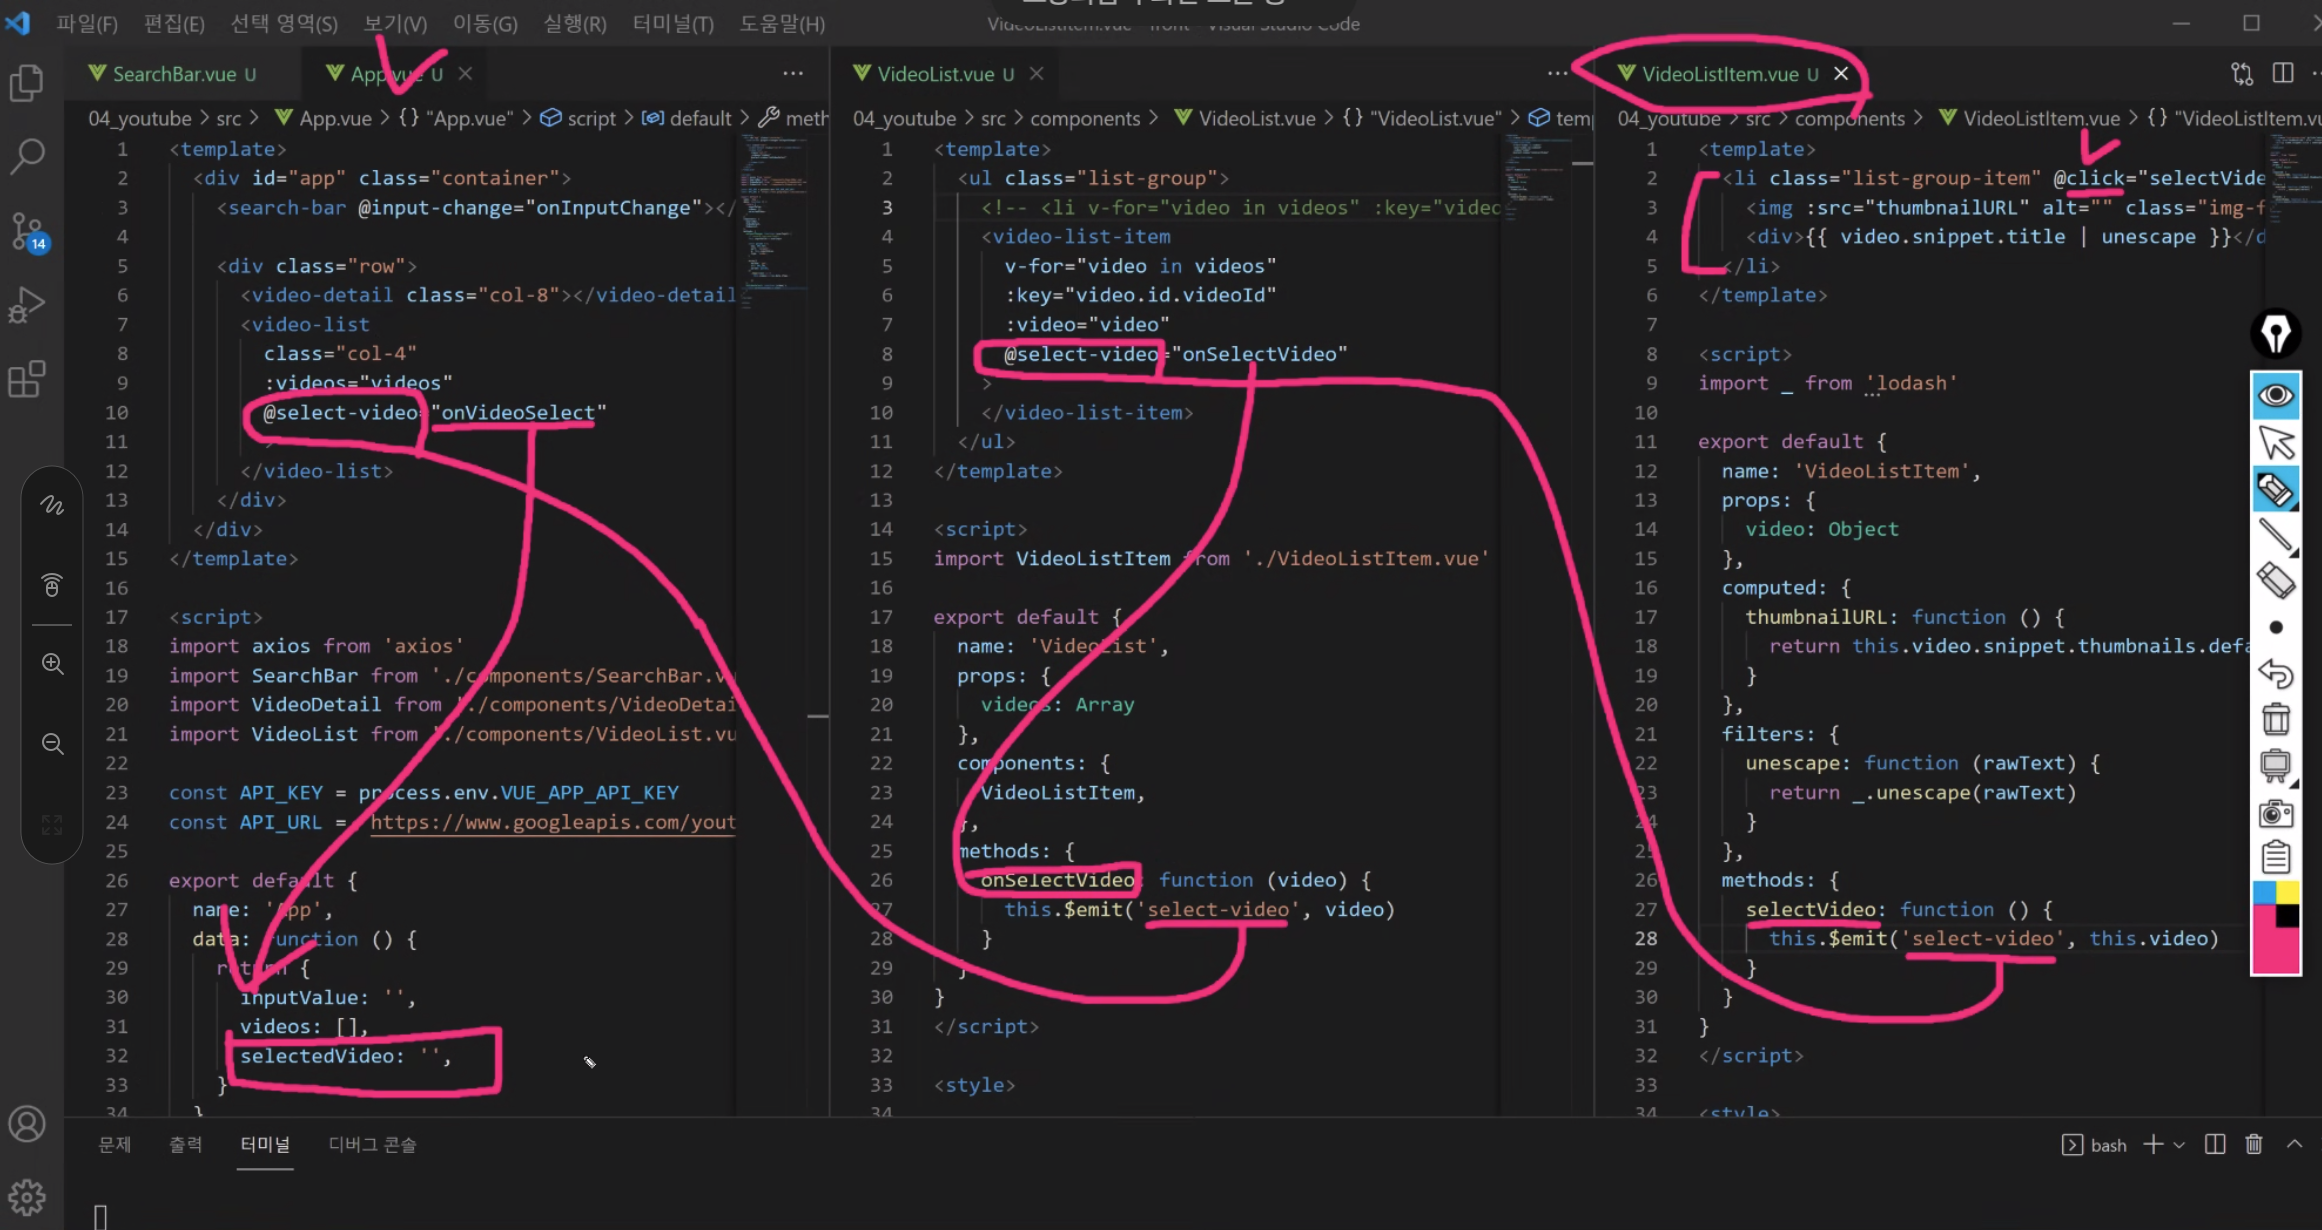 파일(F) 편집(E) 선택 영역(S) 보기(V) 이동(G) 실행(R) 터미널(T) 도움말(H)
VideoListItem.vue - front - Visual Studio Code
SearchBar.vue U
App.vue U
04_youtube > src > App.vue > {} "App.vue" > script > default > meth
1 <template>
2 <div id="app" class="container">
3 <search-bar @input-change="onInputChange"></
4
5 <div class="row">
6 <video-detail class="col-8"></video-detail
7 <video-list
8 class="col-4"
9 :videos="videos"
10 @select-video="onVideoSelect"
11
12 </video-list>
13 </div>
14 </div>
15 </template>
16
17 <script>
18 import axios from 'axios'
19 import SearchBar from './components/SearchBar.v
20 import VideoDetail from './components/VideoDetai
21 import VideoList from './components/VideoList.vu
22
23 const API_KEY = process.env.VUE_APP_API_KEY
24 const API_URL = 'https://www.googleapis.com/yout
25
26 export default {
27 name: 'App',
28 data: function () {
29 return {
30 inputValue: '',
31 videos: [],
32 selectedVideo: '',
33 }
34 }
VideoList.vue U
04_youtube > src > components > VideoList.vue > {} "VideoList.vue" > tem
1 <template>
2 <ul class="list-group">
3 <!-- <li v-for="video in videos" :key="video
4 <video-list-item
5 v-for="video in videos"
6 :key="video.id.videoId"
7 :video="video"
8 @select-video="onSelectVideo"
9 >
10 </video-list-item>
11 </ul>
12 </template>
13
14 <script>
15 import VideoListItem from './VideoListItem.vue'
16
17 export default {
18 name: 'VideoList',
19 props: {
20 videos: Array
21 },
22 components: {
23 VideoListItem,
24 },
25 methods: {
26 onSelectVideo: function (video) {
27 this.$emit('select-video', video)
28 }
29 }
30 }
31 </script>
32
33 <style>
34
VideoListItem.vue U
04_youtube > src > components > VideoListItem.vue > {} "VideoListItem.vu
1 <template>
2 <li class="list-group-item" @click="selectVide
3 <img :src="thumbnailURL" alt="" class="img-f
4 <div>{{ video.snippet.title | unescape }}</d
5 </li>
6 </template>
7
8 <script>
9 import _ from 'lodash'
10
11 export default {
12 name: 'VideoListItem',
13 props: {
14 video: Object
15 },
16 computed: {
17 thumbnailURL: function () {
18 return this.video.snippet.thumbnails.defa
19 }
20 },
21 filters: {
22 unescape: function (rawText) {
23 return _.unescape(rawText)
24 }
25 },
26 methods: {
27 selectVideo: function () {
28 this.$emit('select-video', this.video)
29 }
30 }
31 }
32 </script>
33
34 <style>
14
문제 출력 터미널 디버그 콘솔
bash